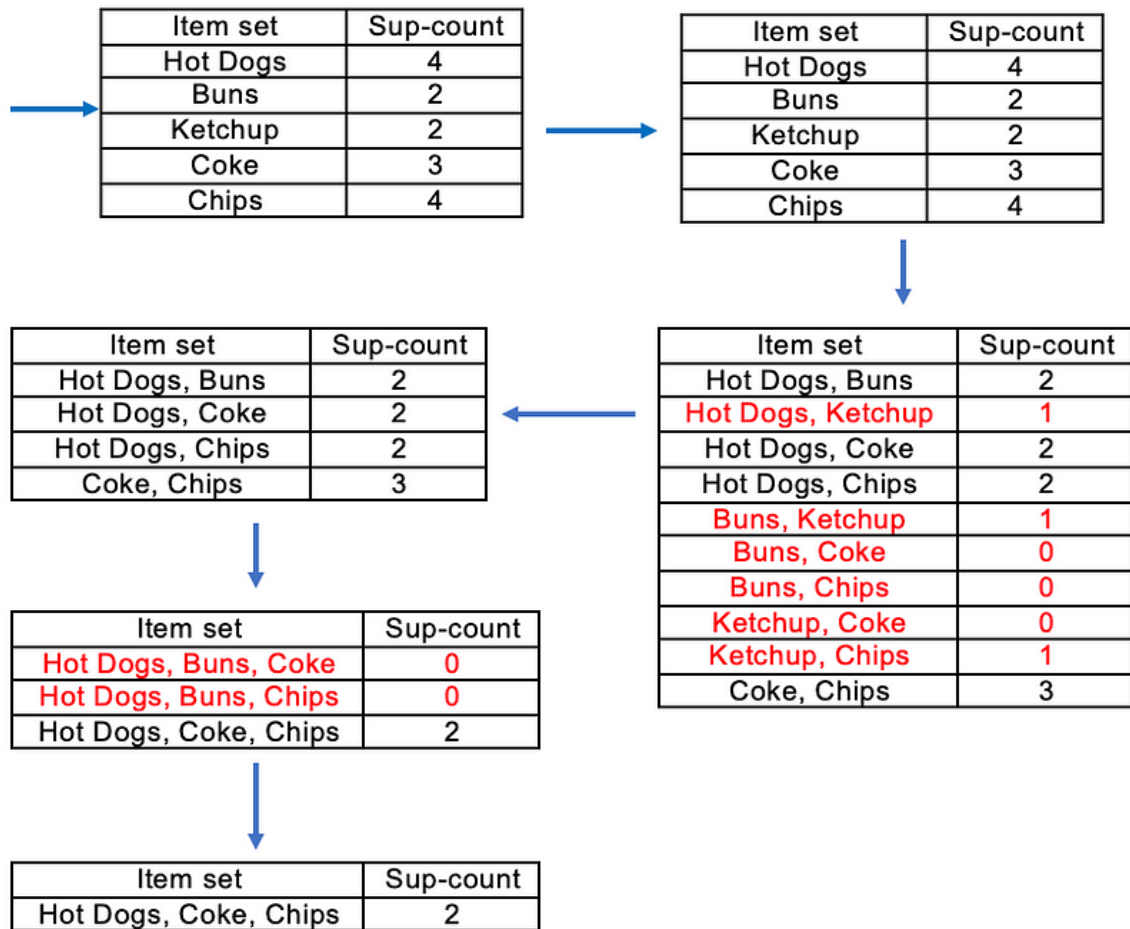 Item set Sup-count
Hot Dogs 4
Buns 2
Ketchup 2
Coke 3
Chips 4
Item set Sup-count
Hot Dogs 4
Buns 2
Ketchup 2
Coke 3
Chips 4
Item set Sup-count
Hot Dogs, Buns 2
Hot Dogs, Ketchup 1
Hot Dogs, Coke 2
Hot Dogs, Chips 2
Buns, Ketchup 1
Buns, Coke 0
Buns, Chips 0
Ketchup, Coke 0
Ketchup, Chips 1
Coke, Chips 3
Item set Sup-count
Hot Dogs, Buns 2
Hot Dogs, Coke 2
Hot Dogs, Chips 2
Coke, Chips 3
Item set Sup-count
Hot Dogs, Buns, Coke 0
Hot Dogs, Buns, Chips 0
Hot Dogs, Coke, Chips 2
Item set Sup-count
Hot Dogs, Coke, Chips 2